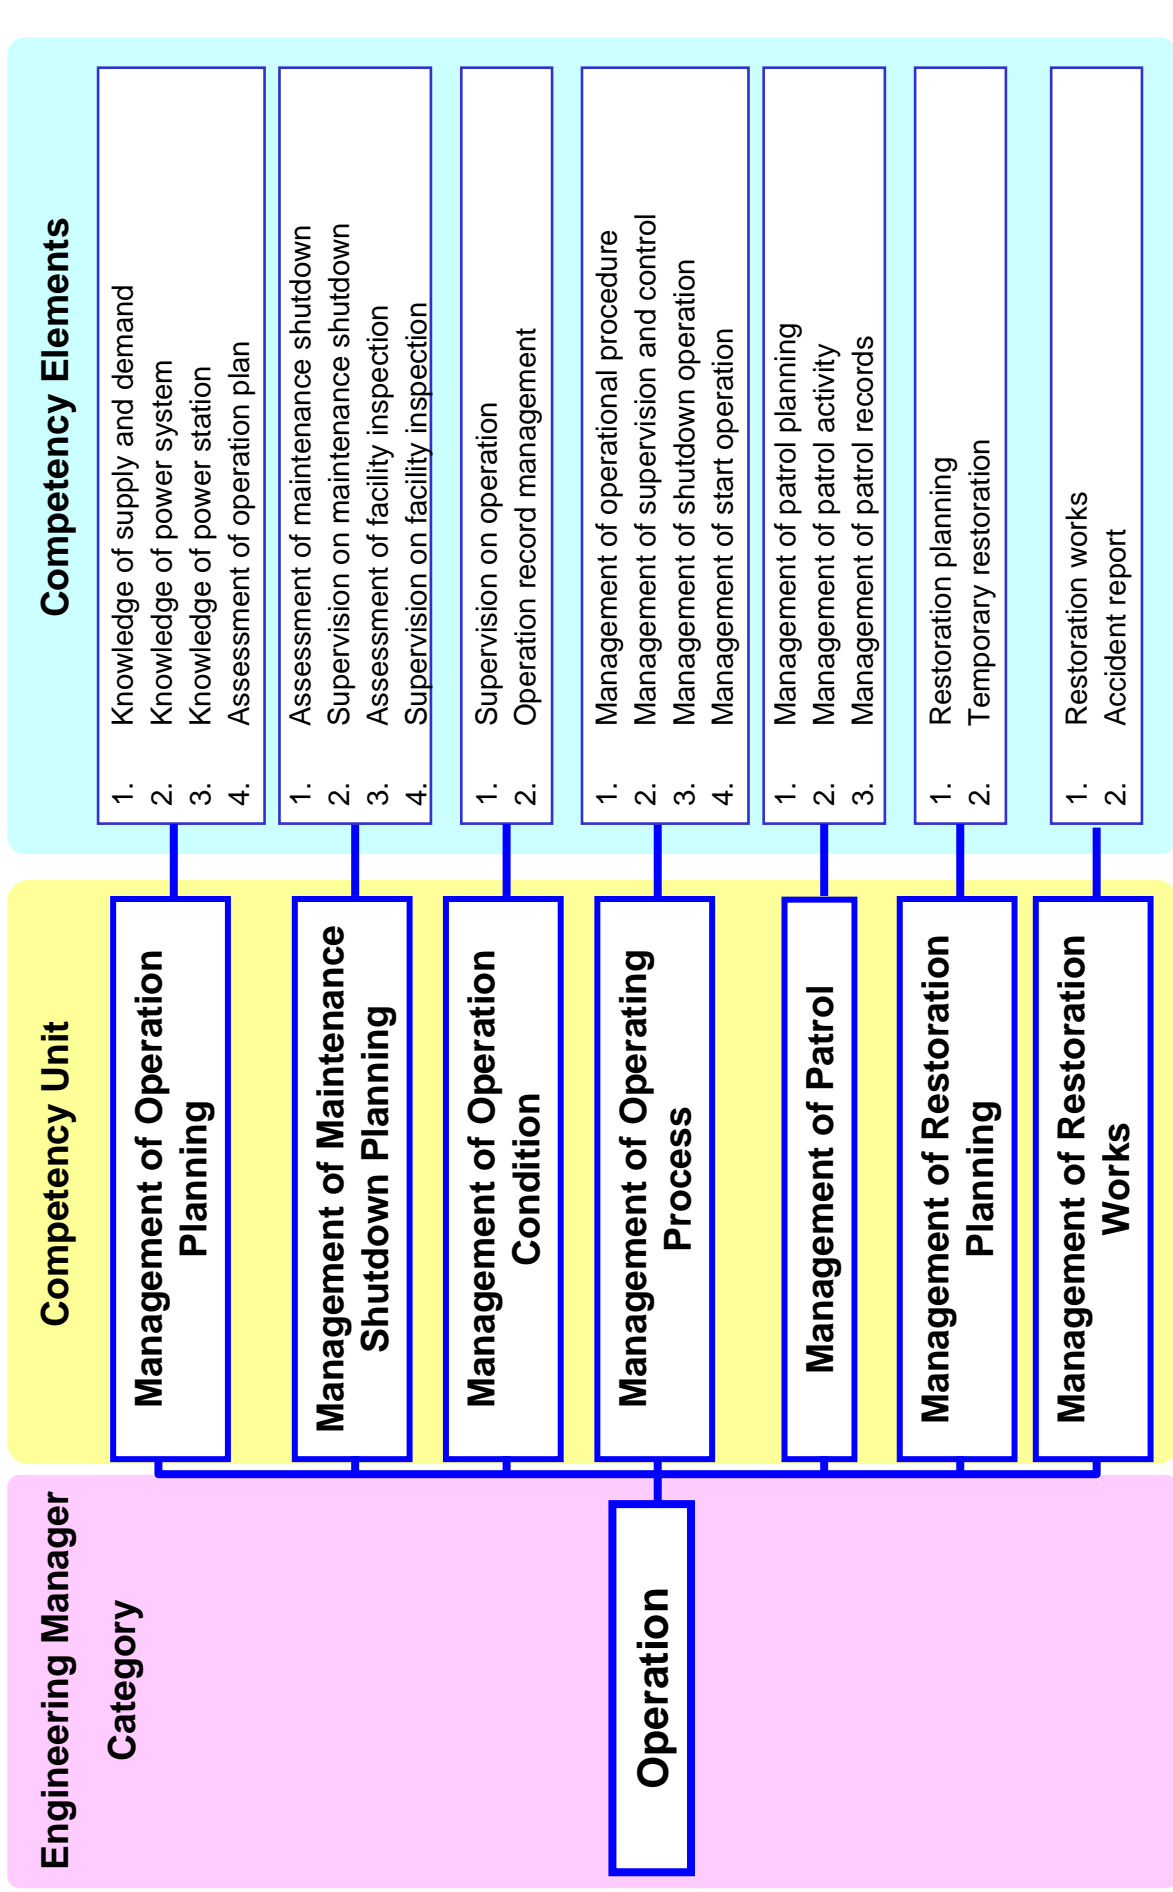 Engineering Manager
Category
Operation
Competency Unit
Management of Operation
Planning
Management of Maintenance
Shutdown Planning
Management of Operation
Condition
Management of Operating
Process
Management of Patrol
Management of Restoration
Planning
Management of Restoration
Works
Competency Elements
1. Knowledge of supply and demand
2. Knowledge of power system
3. Knowledge of power station
4. Assessment of operation plan
1. Assessment of maintenance shutdown
2. Supervision on maintenance shutdown
3. Assessment of facility inspection
4. Supervision on facility inspection
1. Supervision on operation
2. Operation record management
1. Management of operational procedure
2. Management of supervision and control
3. Management of shutdown operation
4. Management of start operation
1. Management of patrol planning
2. Management of patrol activity
3. Management of patrol records
1. Restoration planning
2. Temporary restoration
1. Restoration works
2. Accident report